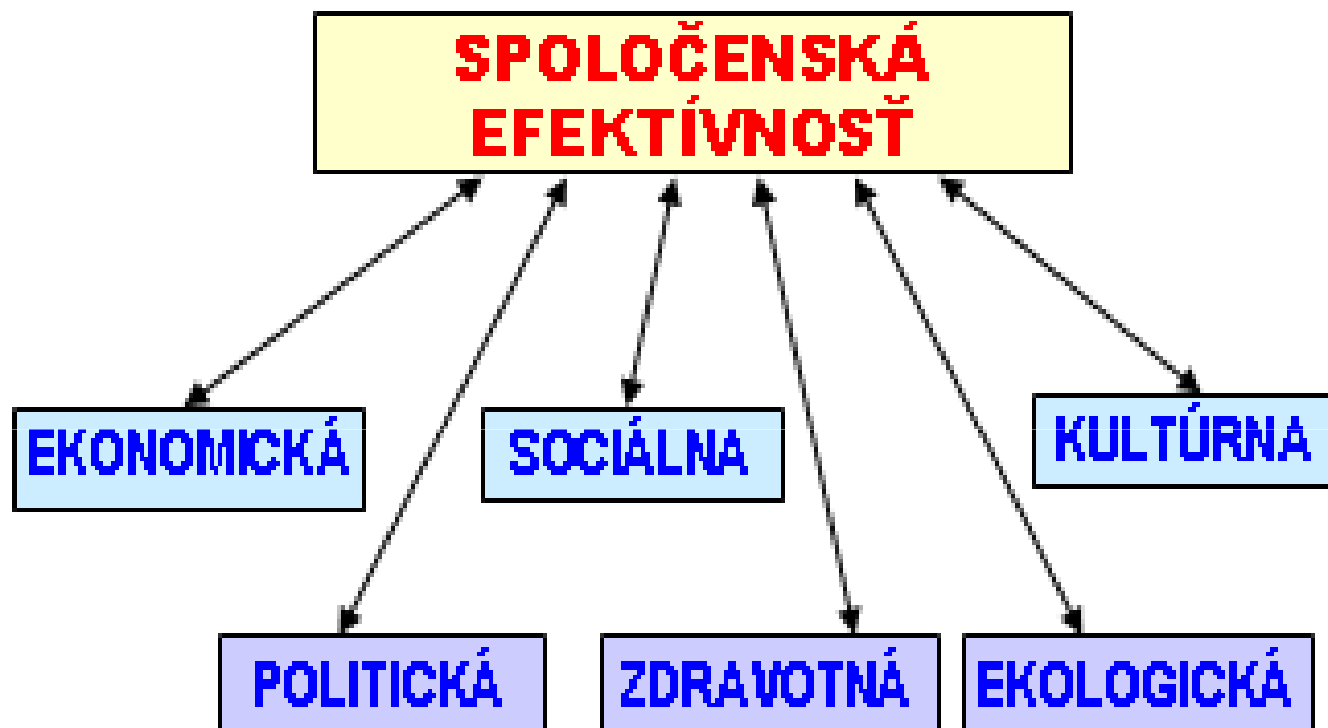 SPOLOČENSKÁ
EFEKTÍVNOSŤ
EKONOMICKÁ
SOCIÁLNA
KULTÚRNA
POLITICKÁ
ZDRAVOTNÁ
EKOLOGICKÁ